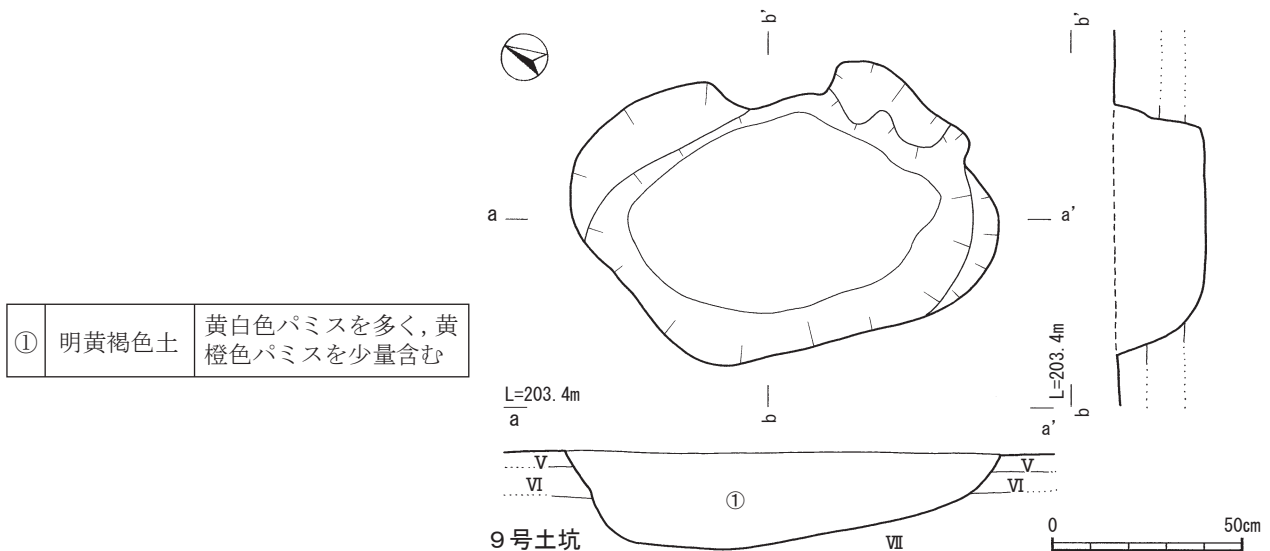 b'
b'
a
a'
①
明黄褐色土
黄白色パミスを多く，黄
橙色パミスを少量含む
L=203.4m
L=203.4m
a
b
a'
b
Ⅴ
Ⅴ
Ⅵ
Ⅵ
①
9号土坑
Ⅶ
0
50cm